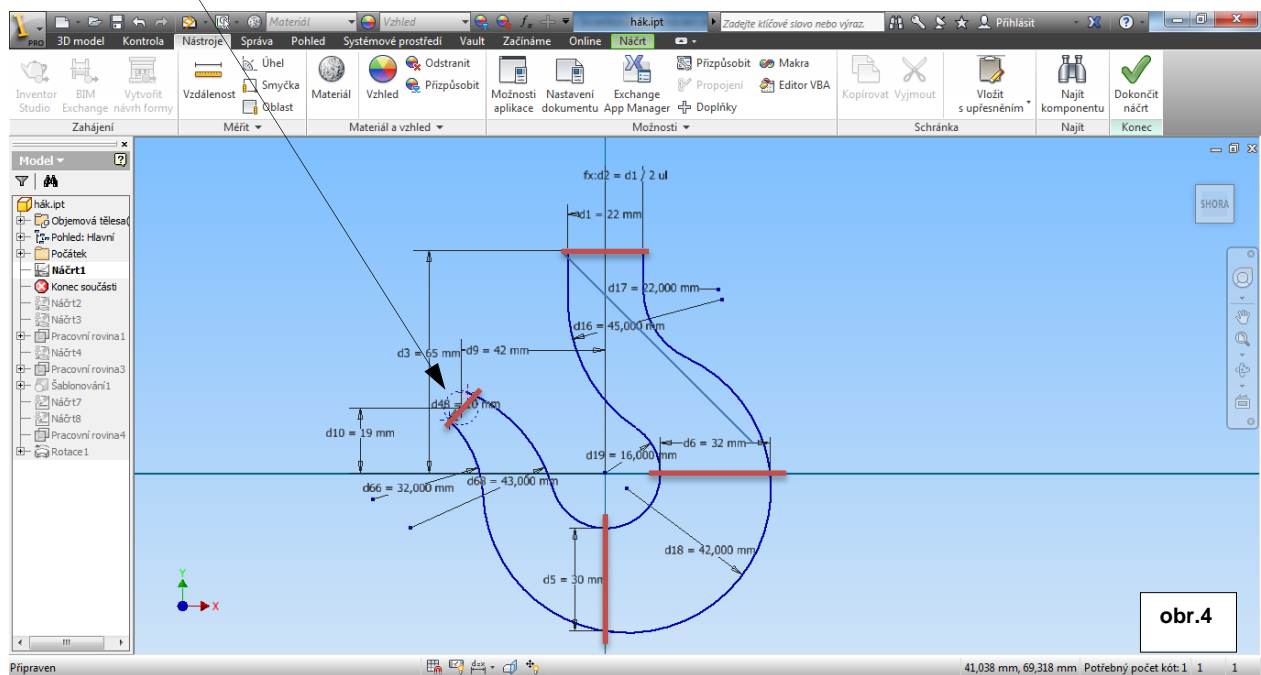 PRO
Materiál
Vzhled
hák.ipt
Zadejte klíčové slovo nebo výraz.
Přihlásit
3D model Kontrola Nástroje Správa Pohled Systémové prostředí Vault Začínáme Online Náčrt
Inventor Studio
BIM Exchange
Vytvořit návrh formy
Zahájení
Vzdálenost
Úhel
Smyčka
Oblast
Měřit
Materiál
Vzhled
Odstranit
Přizpůsobit
Materiál a vzhled
Možnosti aplikace
Nastavení dokumentu
Exchange App Manager
Přizpůsobit
Propojení
Doplňky
Makra
Editor VBA
Možnosti
Kopírovat
Vyjmout
Vložit s upřesněním
Schránka
Najít komponentu
Najít
Dokončit náčrt
Konec
Model
hák.ipt
Objemová tělesa(
Pohled: Hlavní
Počátek
Náčrt1
Konec součásti
Náčrt2
Náčrt3
Pracovní rovina1
Náčrt4
Pracovní rovina3
Šablonování1
Náčrt7
Náčrt8
Pracovní rovina4
Rotace1
SHORA
fx:d2 = d1 / 2 ul
d1 = 22 mm
d17 = 22,000 mm
d16 = 45,000 mm
d3 = 65 mm
d9 = 42 mm
d48 = 10 mm
d10 = 19 mm
d6 = 32 mm
d19 = 16,000 mm
d66 = 32,000 mm
d68 = 43,000 mm
d18 = 42,000 mm
d5 = 30 mm
Y
X
obr.4
Připraven
41,038 mm, 69,318 mm Potřebný počet kót: 1 1 1